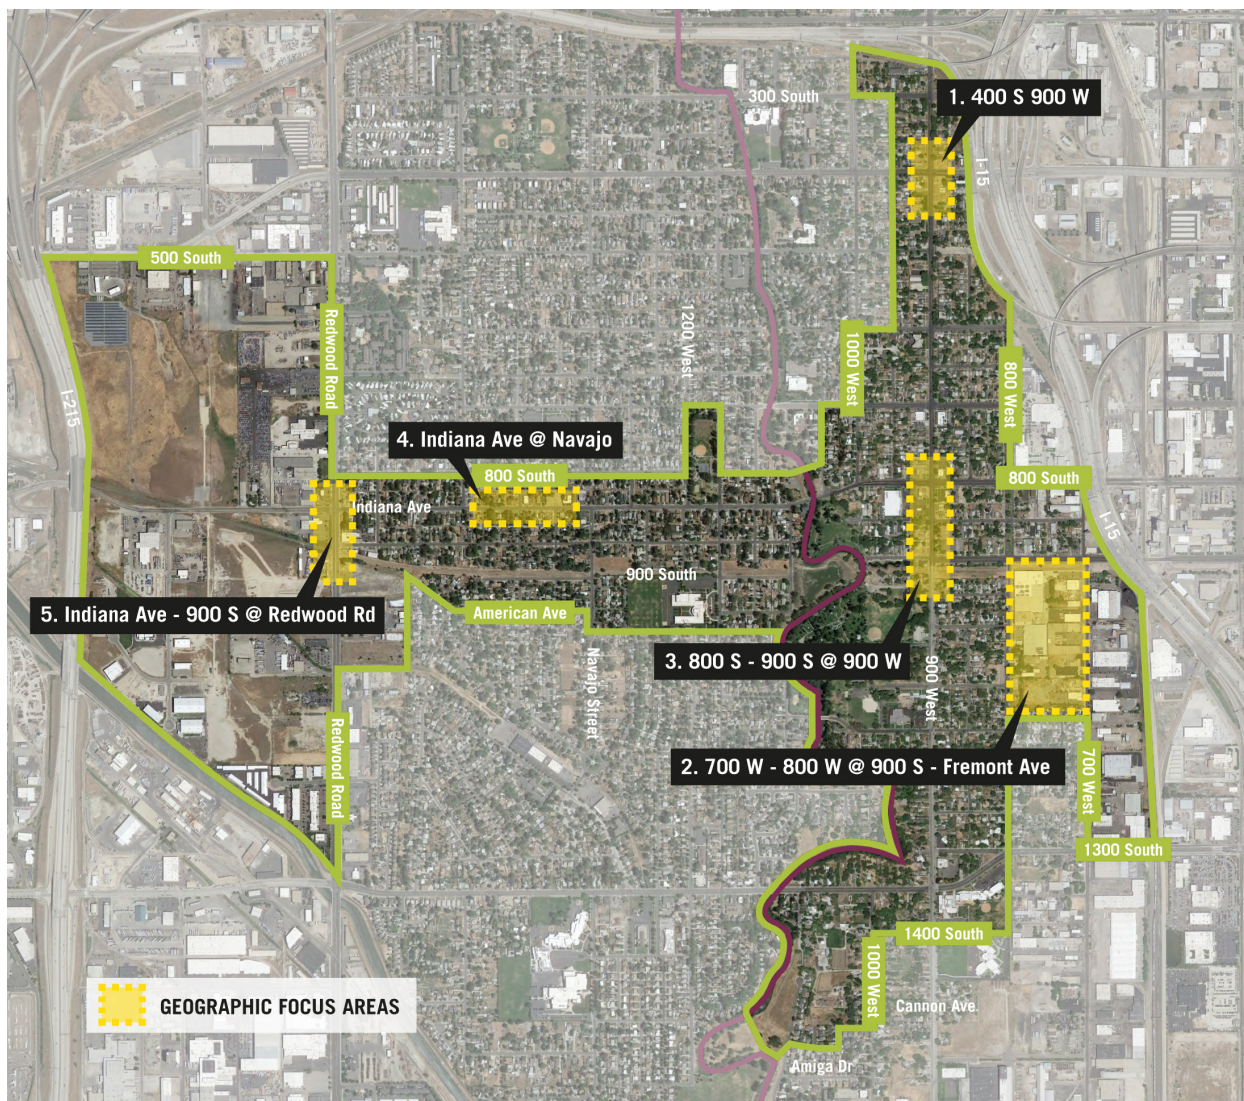 1. 400 S 900 W
300 South
I-15
500 South
Redwood Road
1200 West
1000 West
800 West
I-215
4. Indiana Ave @ Navajo
800 South
800 South
Indiana Ave
I-15
900 South
5. Indiana Ave - 900 S @ Redwood Rd
American Ave
Navajo Street
3. 800 S - 900 S @ 900 W
900 West
2. 700 W - 800 W @ 900 S - Fremont Ave
Redwood Road
700 West
1300 South
1400 South
1000 West
Cannon Ave.
GEOGRAPHIC FOCUS AREAS
Amiga Dr